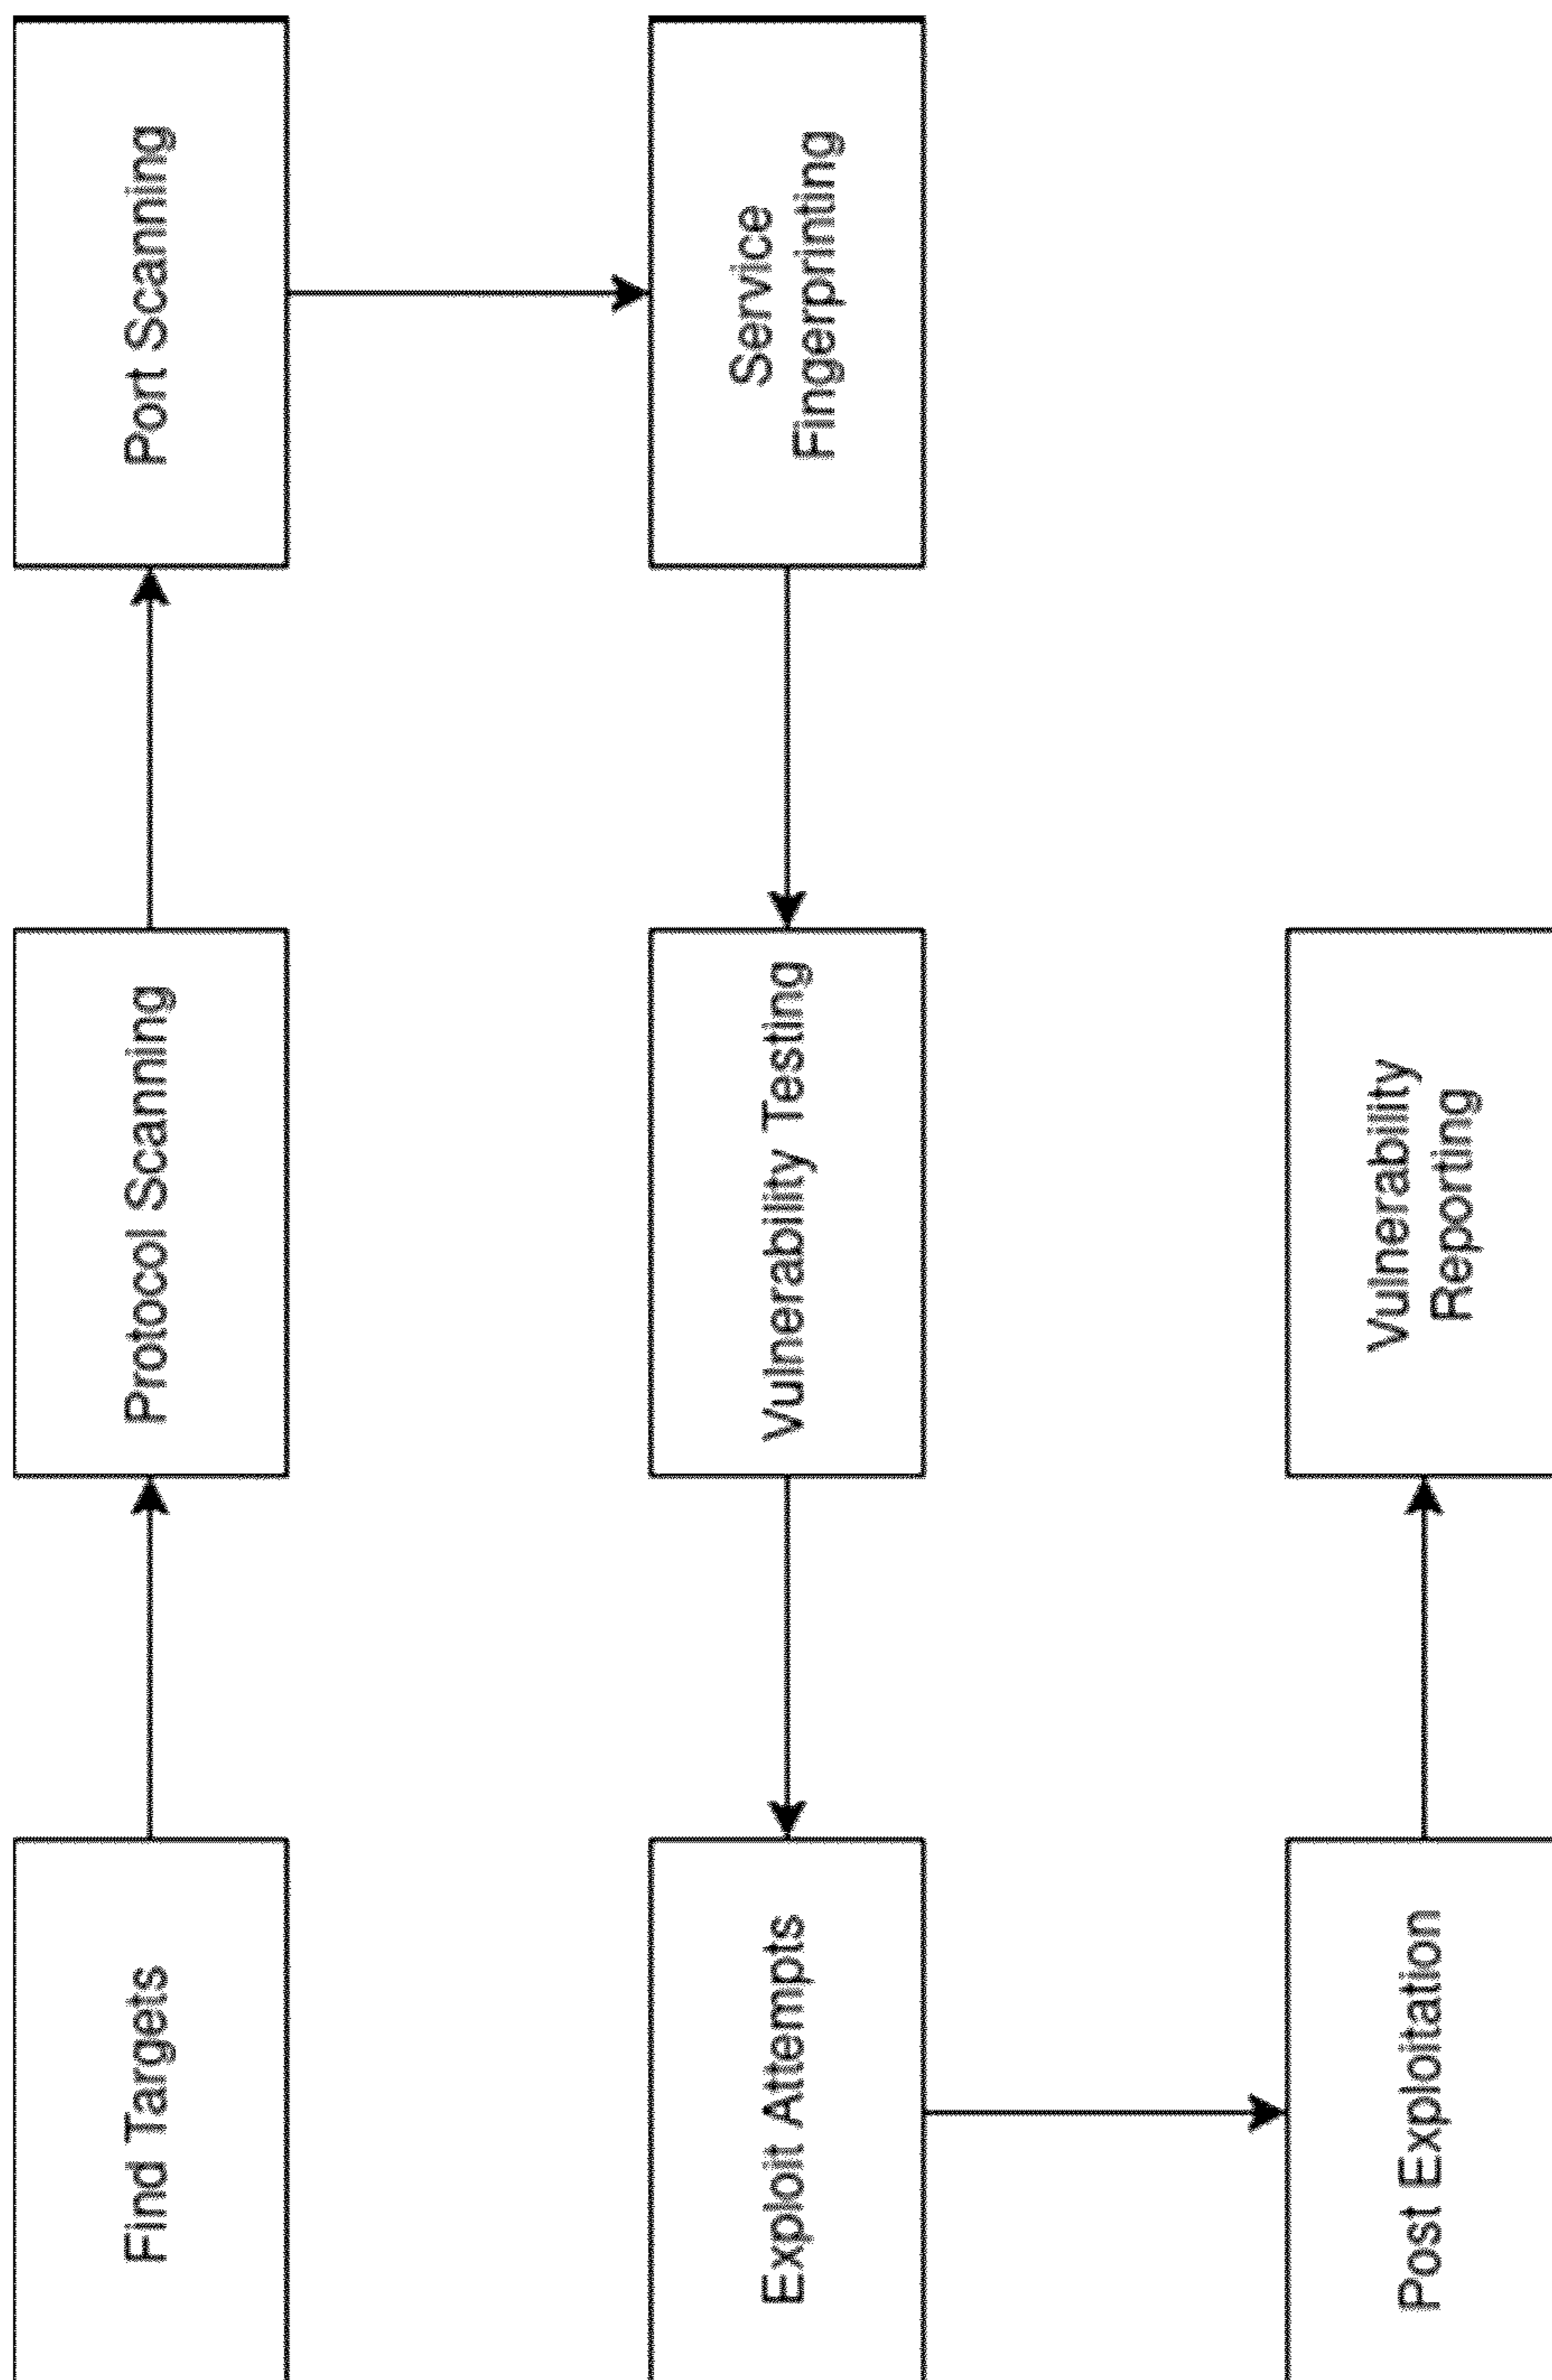 Find Targets
Protocol Scanning
Port Scanning
Service
Fingerprinting
Vulnerability Testing
Exploit Attempts
Post Exploitation
Vulnerability
Reporting